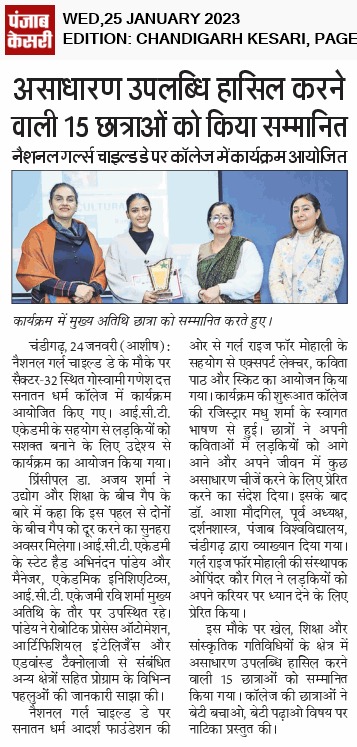 पंजाब
केसरी
WED,25 JANUARY 2023
EDITION: CHANDIGARH KESARI, PAGE
असाधारण उपलब्धि हासिल करने
वाली 15 छात्राओं को किया सम्मानित
नैशनल गर्ल्स चाइल्ड डे पर कॉलेज में कार्यक्रम आयोजित
कार्यक्रम में मुख्य अतिथि छात्रा को सम्मानित करते हुए।
चंडीगढ़, 24 जनवरी (आशीष):
नैशनल गर्ल चाइल्ड डे के मौके पर
सैक्टर-32 स्थित गोस्वामी गणेश दत्त
सनातन धर्म कॉलेज में कार्यक्रम
आयोजित किए गए। आई.सी.टी.
एकेडमी के सहयोग से लड़कियों को
सशक्त बनाने के लिए उद्देश्य से
कार्यक्रम का आयोजन किया गया।
प्रिंसीपल डा. अजय शर्मा ने
उद्योग और शिक्षा के बीच गैप के
बारे में कहा कि इस पहल से दोनों
के बीच गैप को दूर करने का सुनहरा
अवसर मिलेगा। आई.सी.टी. एकेडमी
के स्टेट हैड अभिनंदन पांडेय और
मैनेजर, एकेडमिक इनिशिएटिव्स,
आई.सी.टी. एकेजमी रवि शर्मा मुख्य
अतिथि के तौर पर उपस्थित रहे।
पांडेय ने रोबोटिक प्रोसेस ऑटोमेशन,
आर्टिफिशियल इंटेलिजैंस और
एडवांस्ड टैक्नोलाजी से संबंधित
अन्य क्षेत्रों सहित प्रोग्राम के विभिन्न
पहलुओं की जानकारी साझा की।
नैशनल गर्ल चाइल्ड डे पर
सनातन धर्म आदर्श फाउंडेशन की
ओर से गर्ल राइज फॉर मोहाली के
सहयोग से एक्सपर्ट लेक्चर, कविता
पाठ और स्किट का आयोजन किया
गया। कार्यक्रम की शुरूआत कॉलेज
की रजिस्ट्रार मधु शर्मा के स्वागत
भाषण से हुई। छात्रों ने अपनी
कविताओं में लड़कियों को आगे
आने और अपने जीवन में कुछ
असाधारण चीजें करने के लिए प्रेरित
करने का संदेश दिया। इसके बाद
डॉ. आशा मौदगिल, पूर्व अध्यक्ष,
दर्शनशास्त्र, पंजाब विश्वविद्यालय,
चंडीगढ़ द्वारा व्याख्यान दिया गया।
गर्ल राइज फॉर मोहाली की संस्थापक
ओपिंदर कौर गिल ने लड़कियों को
अपने करियर पर ध्यान देने के लिए
प्रेरित किया।
इस मौके पर खेल, शिक्षा और
सांस्कृतिक गतिविधियों के क्षेत्र में
असाधारण उपलब्धि हासिल करने
वाली 15 छात्राओं को सम्मानित
किया गया। कॉलेज की छात्राओं ने
बेटी बचाओ, बेटी पढ़ाओ विषय पर
नाटिका प्रस्तुत की।